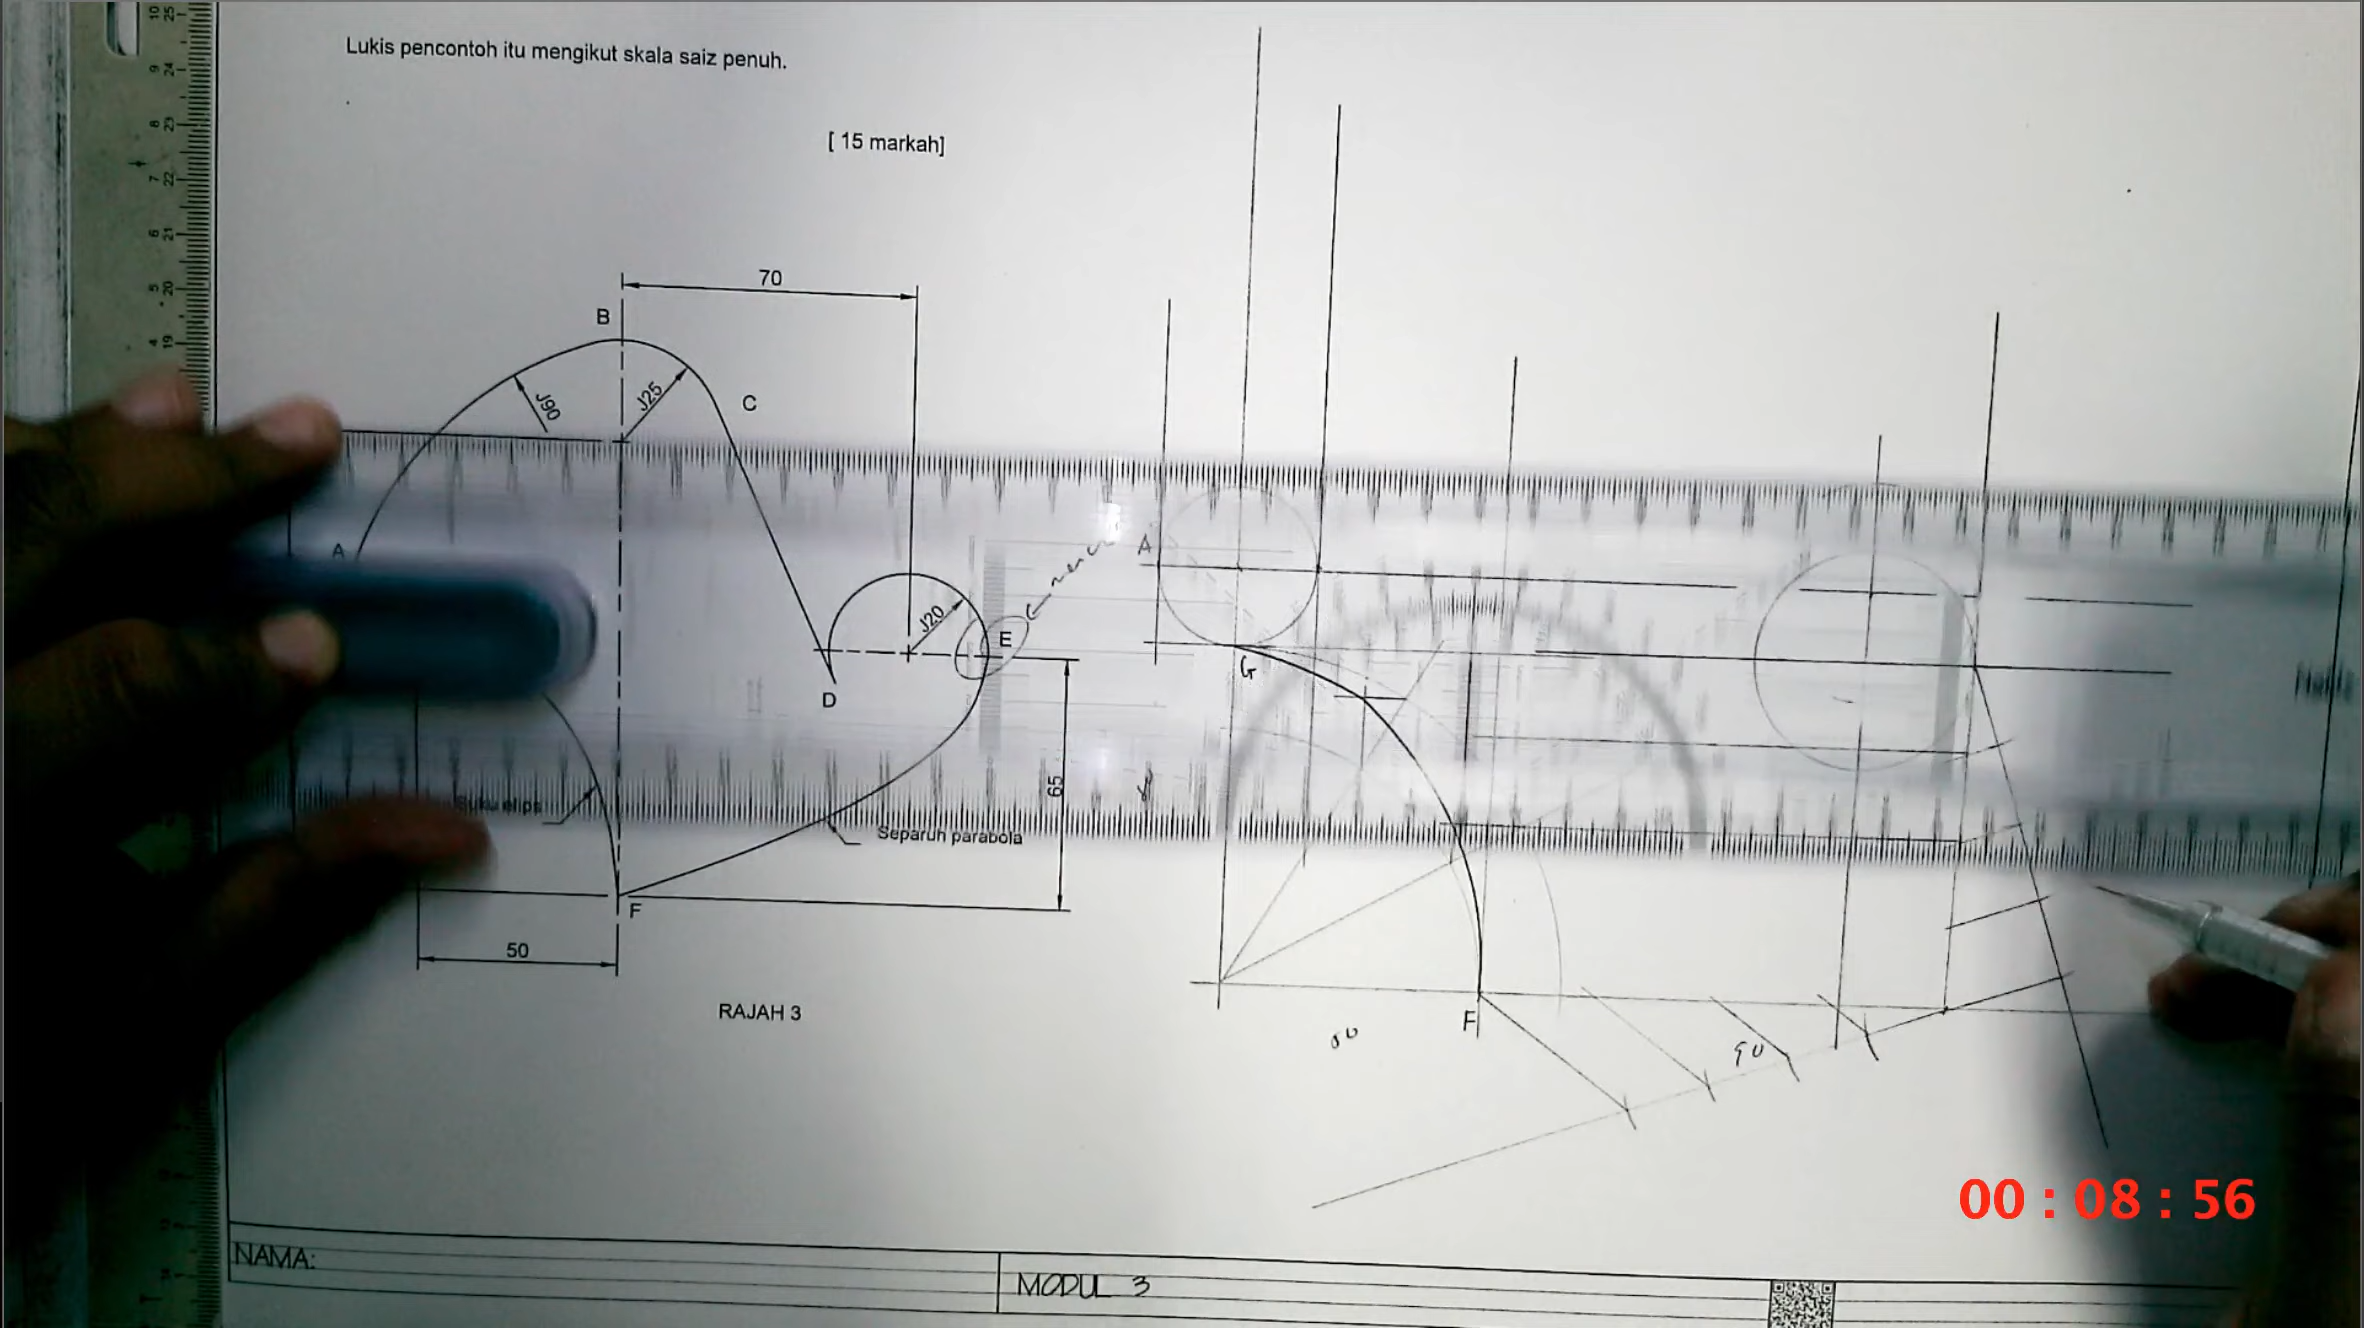 Lukis pencontoh itu mengikut skala saiz penuh.
[ 15 markah]
70
B
J90
J25
C
A
J20
E
D
A
G
65
Suku elips
Separuh parabola
F
50
F
90
RAJAH 3
00 : 08 : 56
NAMA:
MODUL 3